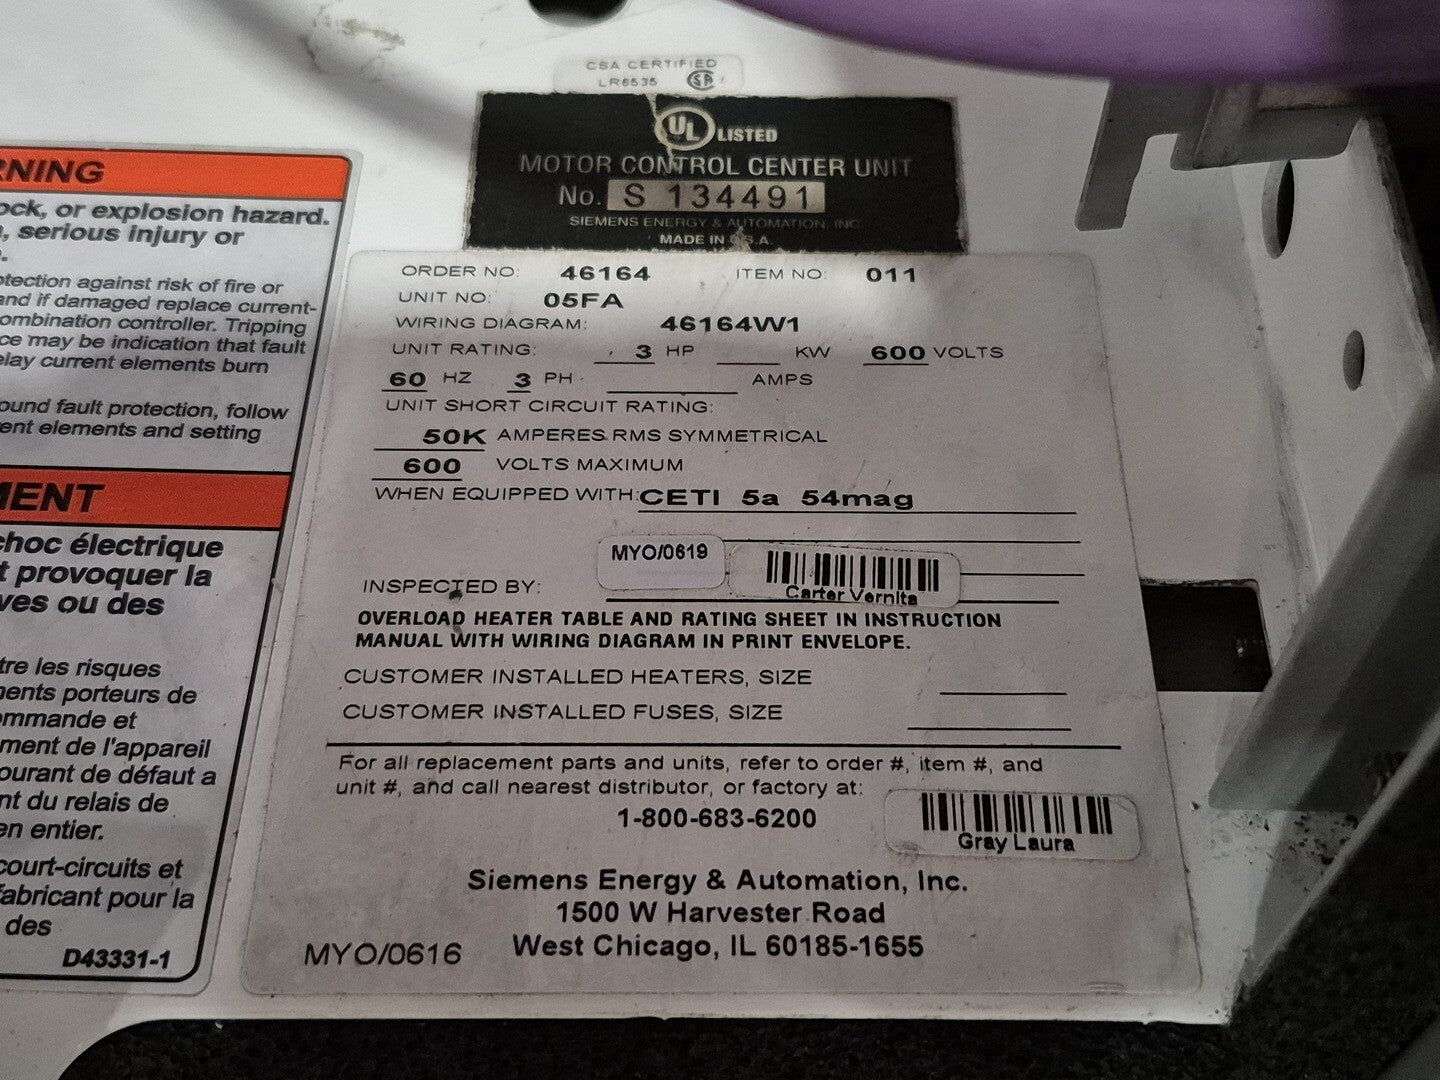 CSA CERTIFIED
LR6535
UL LISTED
MOTOR CONTROL CENTER UNIT
No. S 134491
SIEMENS ENERGY & AUTOMATION, INC.
MADE IN U.S.A.
RNING
ock, or explosion hazard.
, serious injury or
otection against risk of fire or
and if damaged replace current-
ombination controller. Tripping
ce may be indication that fault
elay current elements burn
ound fault protection, follow
ent elements and setting
MENT
choc électrique
t provoquer la
ves ou des
tre les risques
ments porteurs de
ommande et
ment de l'appareil
ourant de défaut a
nt du relais de
en entier.
court-circuits et
fabricant pour la
des
D43331-1
ORDER NO: 46164 ITEM NO: 011
UNIT NO: 05FA
WIRING DIAGRAM: 46164W1
UNIT RATING: 3 HP KW 600 VOLTS
60 HZ 3 PH AMPS
UNIT SHORT CIRCUIT RATING:
50K AMPERES RMS SYMMETRICAL
600 VOLTS MAXIMUM
WHEN EQUIPPED WITH: CETI 5a 54mag
MYO/0619
INSPECTED BY: Carter Vernita
OVERLOAD HEATER TABLE AND RATING SHEET IN INSTRUCTION
MANUAL WITH WIRING DIAGRAM IN PRINT ENVELOPE.
CUSTOMER INSTALLED HEATERS, SIZE
CUSTOMER INSTALLED FUSES, SIZE
For all replacement parts and units, refer to order #, item #, and
unit #, and call nearest distributor, or factory at:
1-800-683-6200
Gray Laura
Siemens Energy & Automation, Inc.
1500 W Harvester Road
West Chicago, IL 60185-1655
MYO/0616